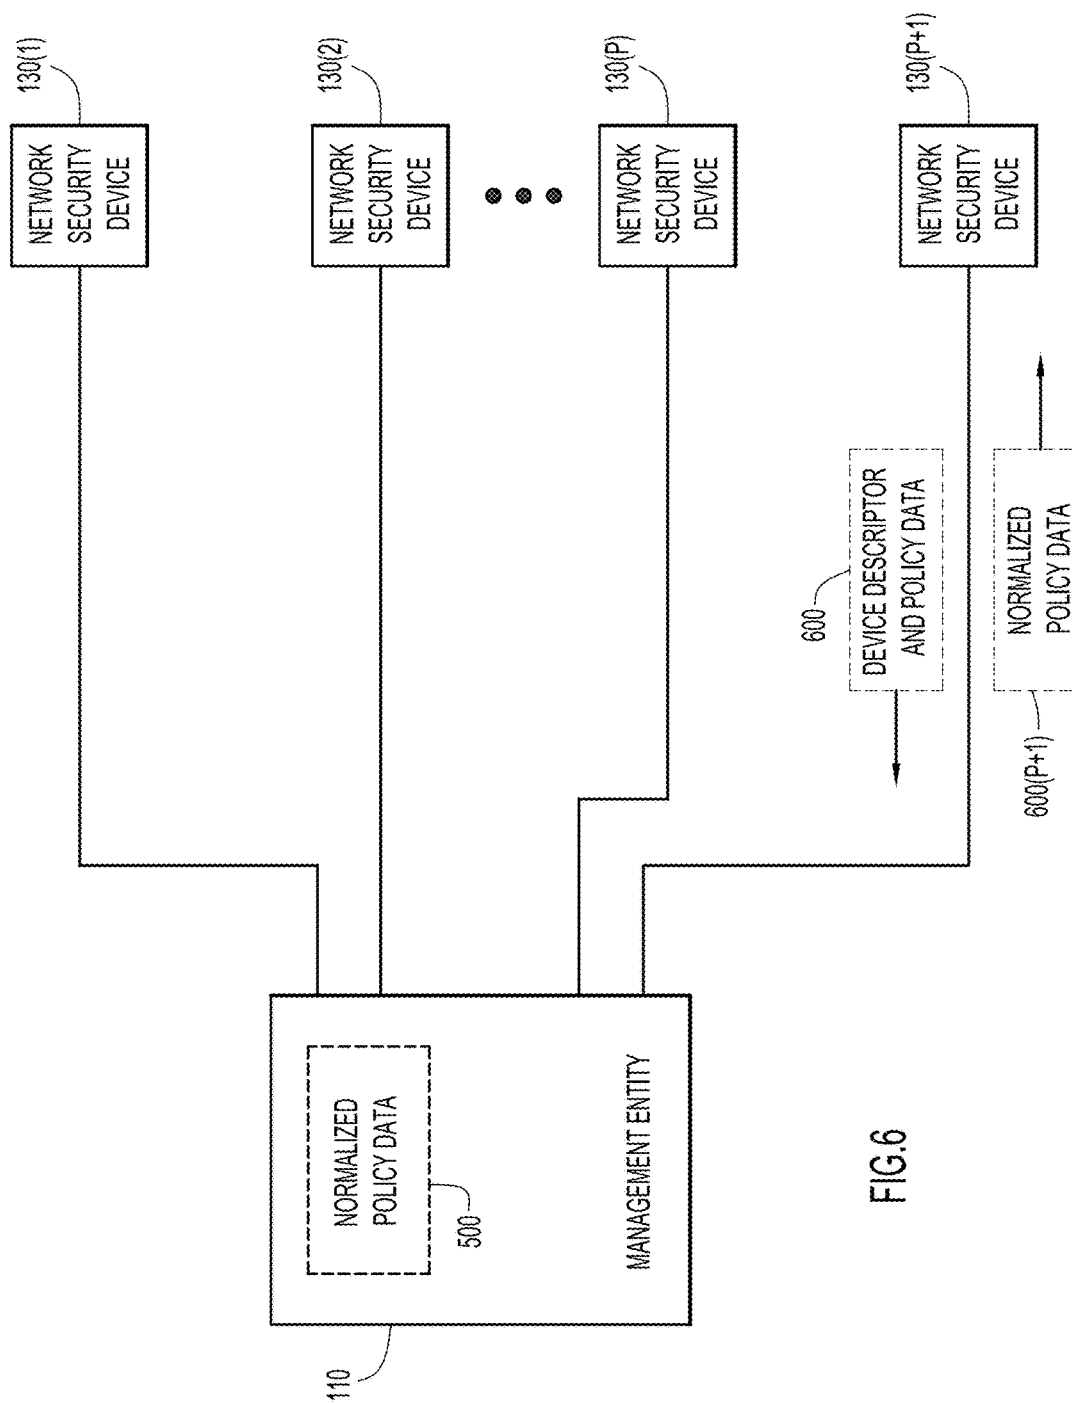 130(1)
NETWORK
SECURITY
DEVICE
130(2)
NETWORK
SECURITY
DEVICE
130(P)
NETWORK
SECURITY
DEVICE
130(P+1)
NETWORK
SECURITY
DEVICE
600
DEVICE DESCRIPTOR
AND POLICY DATA
NORMALIZED
POLICY DATA
600(P+1)
NORMALIZED
POLICY DATA
500
MANAGEMENT ENTITY
110
FIG.6